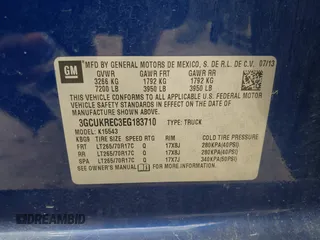 GM
MFD BY GENERAL MOTORS DE MEXICO, S. DE R.L. DE C.V. 07/13
GVWR GAWR FRT GAWR RR
3266 KG 1792 KG 1792 KG
7200 LB 3950 LB 3950 LB
THIS VEHICLE CONFORMS TO ALL APPLICABLE U.S. FEDERAL
MOTOR VEHICLE SAFETY STANDARDS IN EFFECT ON THE DATE OF
MANUFACTURE SHOWN ABOVE.
3GCUKREC3EG183710 TYPE: TRUCK
MODEL: K15543
TIRE SIZE SPEED RTG RIM COLD TIRE PRESSURE
FRT LT265/70R17C Q 17X8J 280KPA(40PSI)
RR LT265/70R17C Q 17X8J 280KPA(40PSI)
SPA LT265/70R17C Q 17X7J 340KPA(50PSI)
SEE OWNER'S MANUAL FOR MORE INFORMATION.